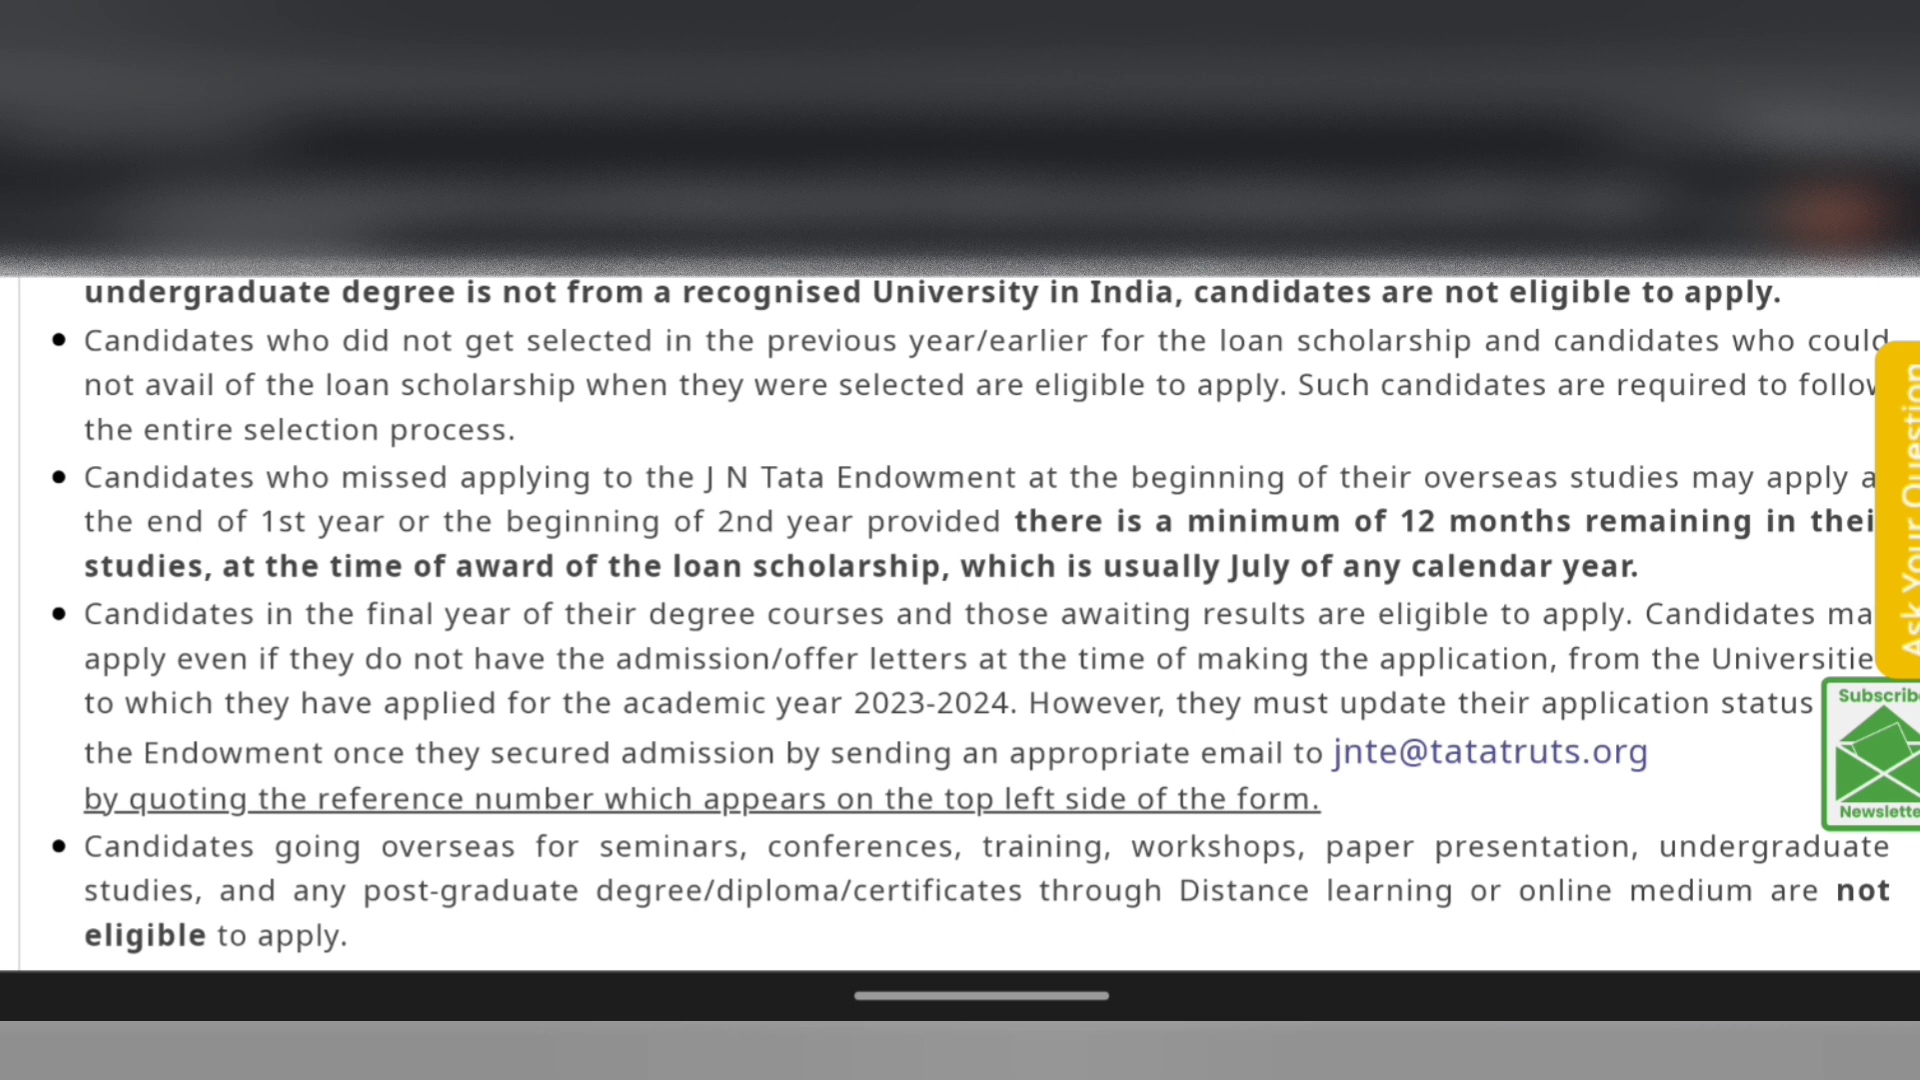 undergraduate degree is not from a recognised University in India, candidates are not eligible to apply.
Candidates who did not get selected in the previous year/earlier for the loan scholarship and candidates who could
not avail of the loan scholarship when they were selected are eligible to apply. Such candidates are required to follow
the entire selection process.
Candidates who missed applying to the J N Tata Endowment at the beginning of their overseas studies may apply a
the end of 1st year or the beginning of 2nd year provided there is a minimum of 12 months remaining in thei
studies, at the time of award of the loan scholarship, which is usually July of any calendar year.
Candidates in the final year of their degree courses and those awaiting results are eligible to apply. Candidates ma
apply even if they do not have the admission/offer letters at the time of making the application, from the Universitie
to which they have applied for the academic year 2023-2024. However, they must update their application status
the Endowment once they secured admission by sending an appropriate email to jnte@tatatruts.org
by quoting the reference number which appears on the top left side of the form.
Candidates going overseas for seminars, conferences, training, workshops, paper presentation, undergraduate
studies, and any post-graduate degree/diploma/certificates through Distance learning or online medium are not
eligible to apply.
Ask Your Question
Subscribe
Newslette